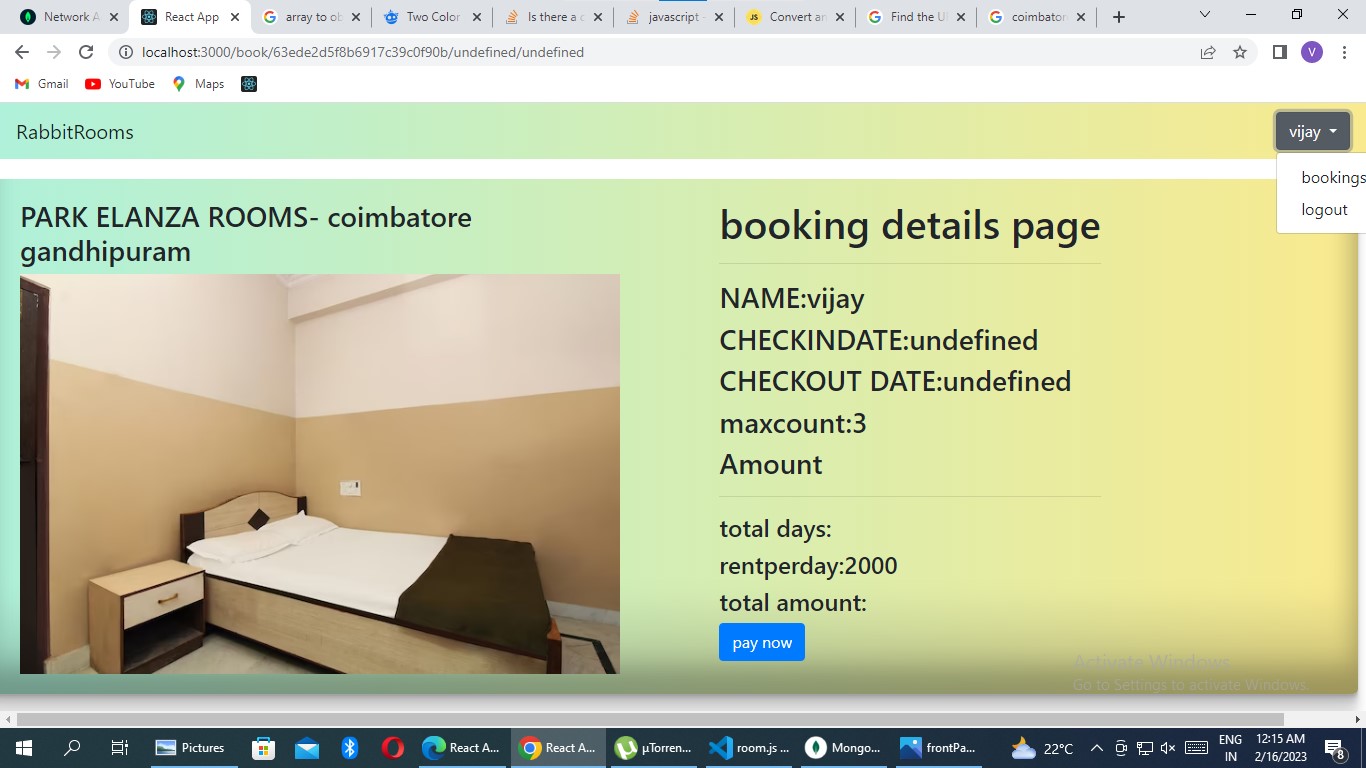 Network A
React App
array to ob
Two Color
Is there a c
javascript -
Convert an
Find the U
coimbator
localhost:3000/book/63ede2d5f8b6917c39c0f90b/undefined/undefined
V
Gmail
YouTube
Maps
RabbitRooms
vijay
bookings
logout
PARK ELANZA ROOMS- coimbatore
gandhipuram
booking details page
NAME:vijay
CHECKINDATE:undefined
CHECKOUT DATE:undefined
maxcount:3
Amount
total days:
rentperday:2000
total amount:
pay now
Activate Windows
Go to Settings to activate Windows.
Pictures
React A...
React A...
µTorren...
room.js ...
Mongo...
frontPa...
22°C
ENG
IN
12:15 AM
2/16/2023
8